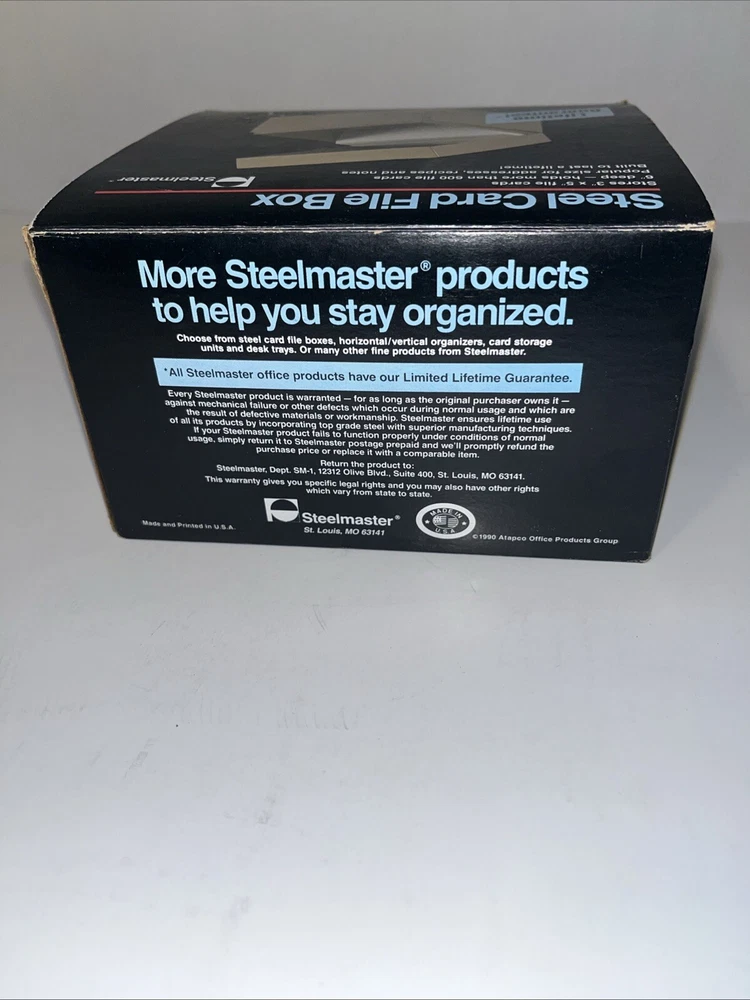 Lifetime
Guarantee*
Steelmaster
Steel Card File Box
Stores 3" x 5" file cards
6" deep — holds more then 600 file cards
Popular size for addresses, recipes and notes
Built to last a lifetime!
More Steelmaster® products
to help you stay organized.
Choose from steel card file boxes, horizontal/vertical organizers, card storage
units and desk trays. Or many other fine products from Steelmaster.
*All Steelmaster office products have our Limited Lifetime Guarantee.
Every Steelmaster product is warranted — for as long as the original purchaser owns it —
against mechanical failure or other defects which occur during normal usage and which are
the result of defective materials or workmanship. Steelmaster ensures lifetime use
of all its products by incorporating top grade steel with superior manufacturing techniques.
If your Steelmaster product fails to function properly under conditions of normal
usage, simply return it to Steelmaster postage prepaid and we'll promptly refund the
purchase price or replace it with a comparable item.
Return the product to:
Steelmaster, Dept. SM-1, 12312 Olive Blvd., Suite 400, St. Louis, MO 63141.
This warranty gives you specific legal rights and you may also have other rights
which vary from state to state.
Steelmaster®
St. Louis, MO 63141
MADE IN
U.S.A.
Made and Printed in U.S.A.
©1990 Atapco Office Products Group